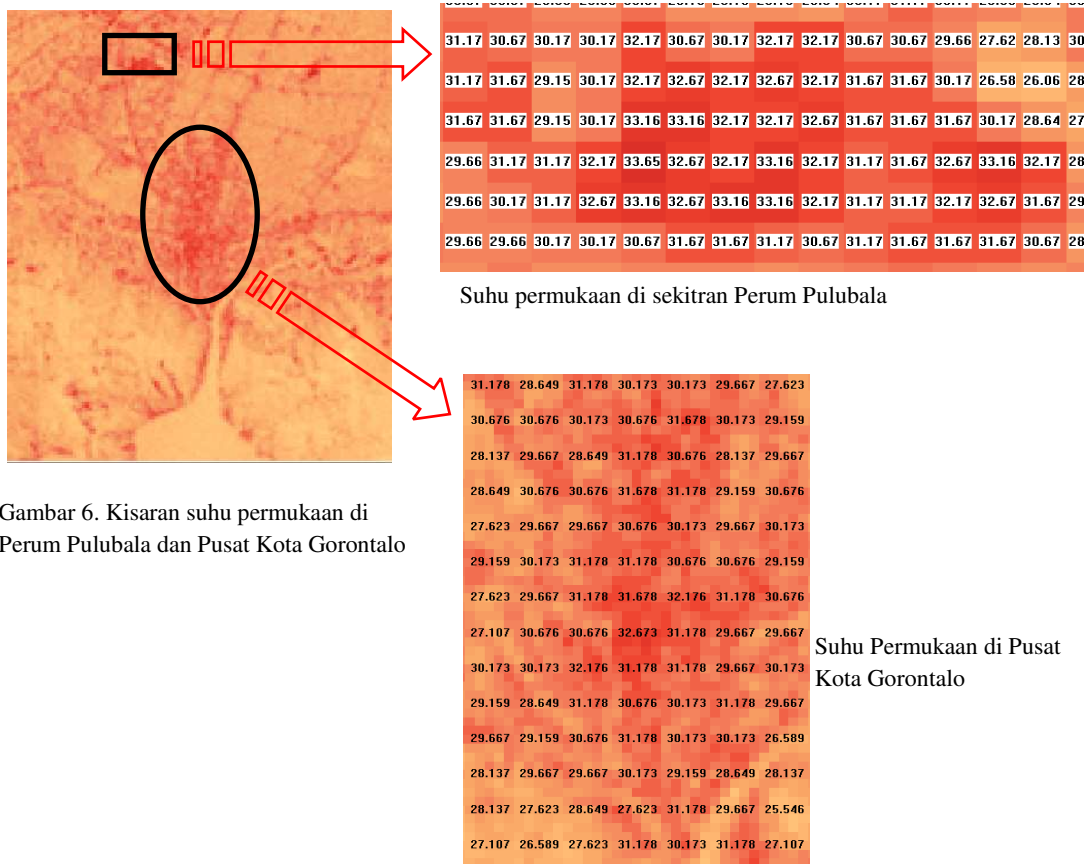 31.17 30.67 30.17 30.17 32.17 30.67 30.17 32.17 32.17 30.67 30.67 29.66 27.62 28.13 30
31.17 31.67 29.15 30.17 32.17 32.67 32.17 32.67 32.17 31.67 31.67 30.17 26.58 26.06 28
31.67 31.67 29.15 30.17 33.16 33.16 32.17 32.17 32.67 31.67 31.67 31.67 30.17 28.64 27
29.66 31.17 31.17 32.17 33.65 32.67 32.17 33.16 32.17 31.17 31.67 32.67 33.16 32.17 28
29.66 30.17 31.17 32.67 33.16 32.67 33.16 33.16 32.17 31.17 31.17 32.17 32.67 31.67 29
29.66 29.66 30.17 30.17 30.67 31.67 31.67 31.17 30.67 31.17 31.17 31.67 31.67 30.67 28
Suhu permukaan di sekitran Perum Pulubala
31.178 28.649 31.178 30.173 30.173 29.667 27.623
30.676 30.676 30.173 30.676 31.678 30.173 29.159
28.137 29.667 28.649 31.178 30.676 28.137 29.667
28.649 30.676 30.676 31.678 31.178 29.159 30.676
27.623 29.667 29.667 30.676 30.173 29.667 30.173
29.159 30.173 31.178 31.178 30.676 30.676 29.159
27.623 29.667 31.178 31.678 32.176 31.178 30.676
27.107 30.676 30.676 32.673 31.178 29.667 29.667
30.173 30.173 32.176 31.178 31.178 29.667 30.173
29.159 28.649 31.178 30.676 30.173 31.178 29.667
29.667 29.159 30.676 31.178 30.173 30.173 26.589
28.137 29.667 29.667 30.173 29.159 28.649 28.137
28.137 27.623 28.649 27.623 31.178 29.667 25.546
27.107 26.589 27.623 31.178 30.173 31.178 27.107
Gambar 6. Kisaran suhu permukaan di
Perum Pulubala dan Pusat Kota Gorontalo
Suhu Permukaan di Pusat
Kota Gorontalo